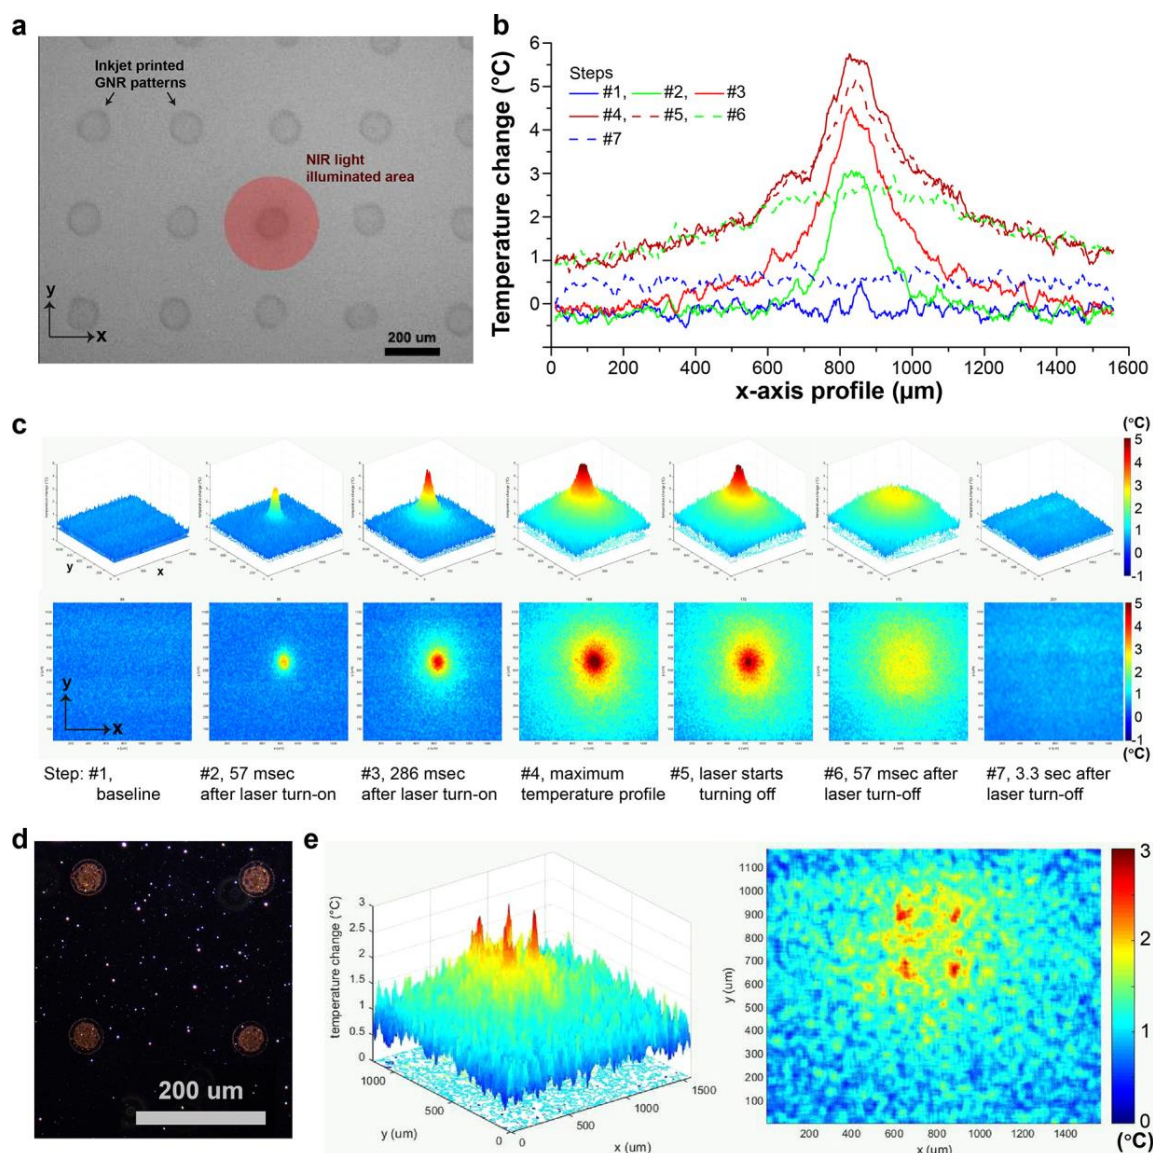 a
Inkjet printed
GNR patterns
NIR light
illuminated area
y
x
200 um
b
Temperature change (°C)
6
5
4
3
2
1
0
Steps
#1, #2, #3
#4, #5, #6
#7
0 200 400 600 800 1000 1200 1400 1600
x-axis profile (µm)
c
(°C)
5
4
3
2
1
0
-1
y
x
5
4
3
2
1
0
-1
(°C)
y
x
Step: #1,
baseline
#2, 57 msec
after laser turn-on
#3, 286 msec
after laser turn-on
#4, maximum
temperature profile
#5, laser starts
turning off
#6, 57 msec after
laser turn-off
#7, 3.3 sec after
laser turn-off
d
200 um
e
temperature change (°C)
3
2.5
2
1.5
1
0.5
0
1000
500
0
y (um)
0
500
1000
1500
x (um)
y (um)
1100
1000
900
800
700
600
500
400
300
200
100
0
200 400 600 800 1000 1200 1400
x (um)
3
2
1
0
(°C)